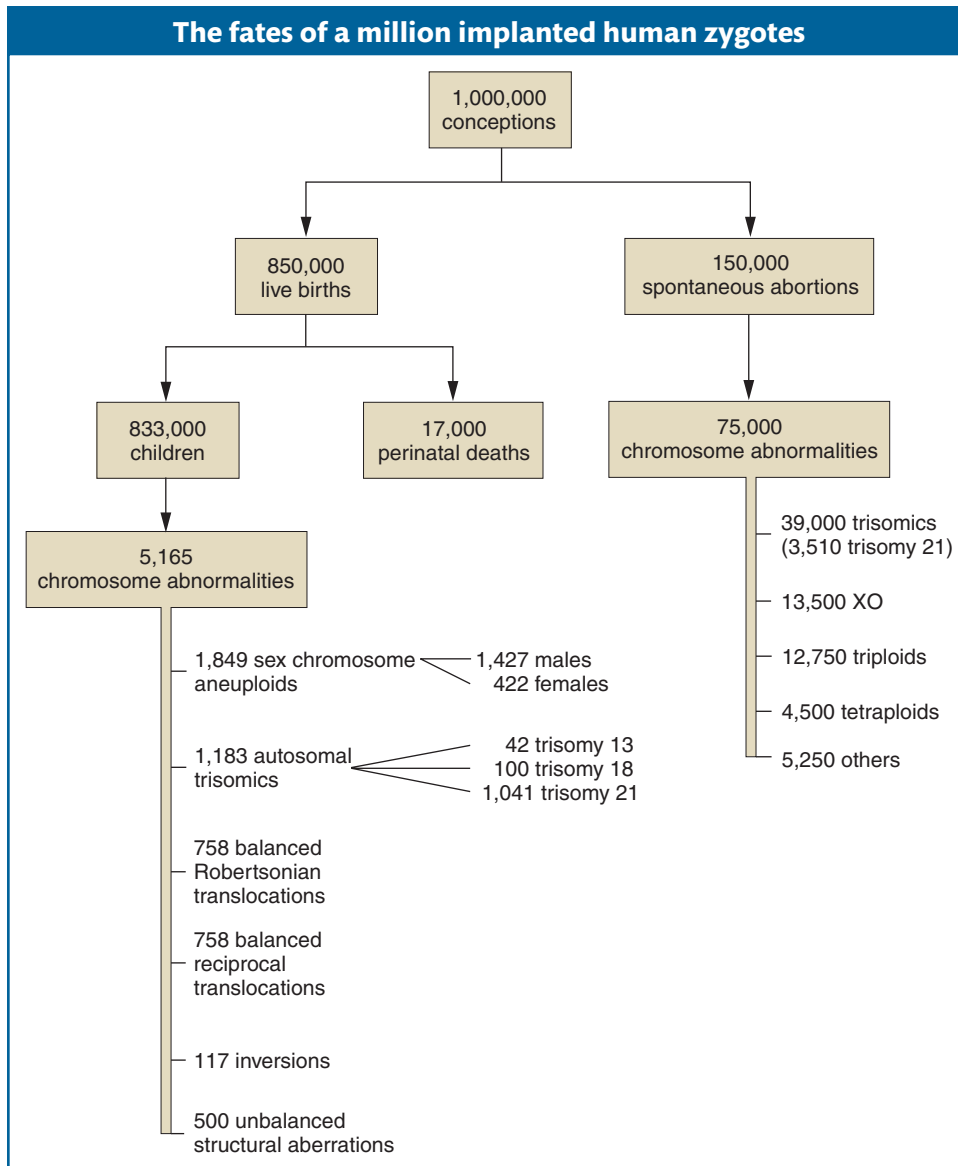 The fates of a million implanted human zygotes
1,000,000
conceptions
850,000
live births
150,000
spontaneous abortions
833,000
children
17,000
perinatal deaths
75,000
chromosome abnormalities
5,165
chromosome abnormalities
1,849 sex chromosome
aneuploids
1,427 males
422 females
1,183 autosomal
trisomics
42 trisomy 13
100 trisomy 18
1,041 trisomy 21
758 balanced
Robertsonian
translocations
758 balanced
reciprocal
translocations
117 inversions
500 unbalanced
structural aberrations
39,000 trisomics
(3,510 trisomy 21)
13,500 XO
12,750 triploids
4,500 tetraploids
5,250 others